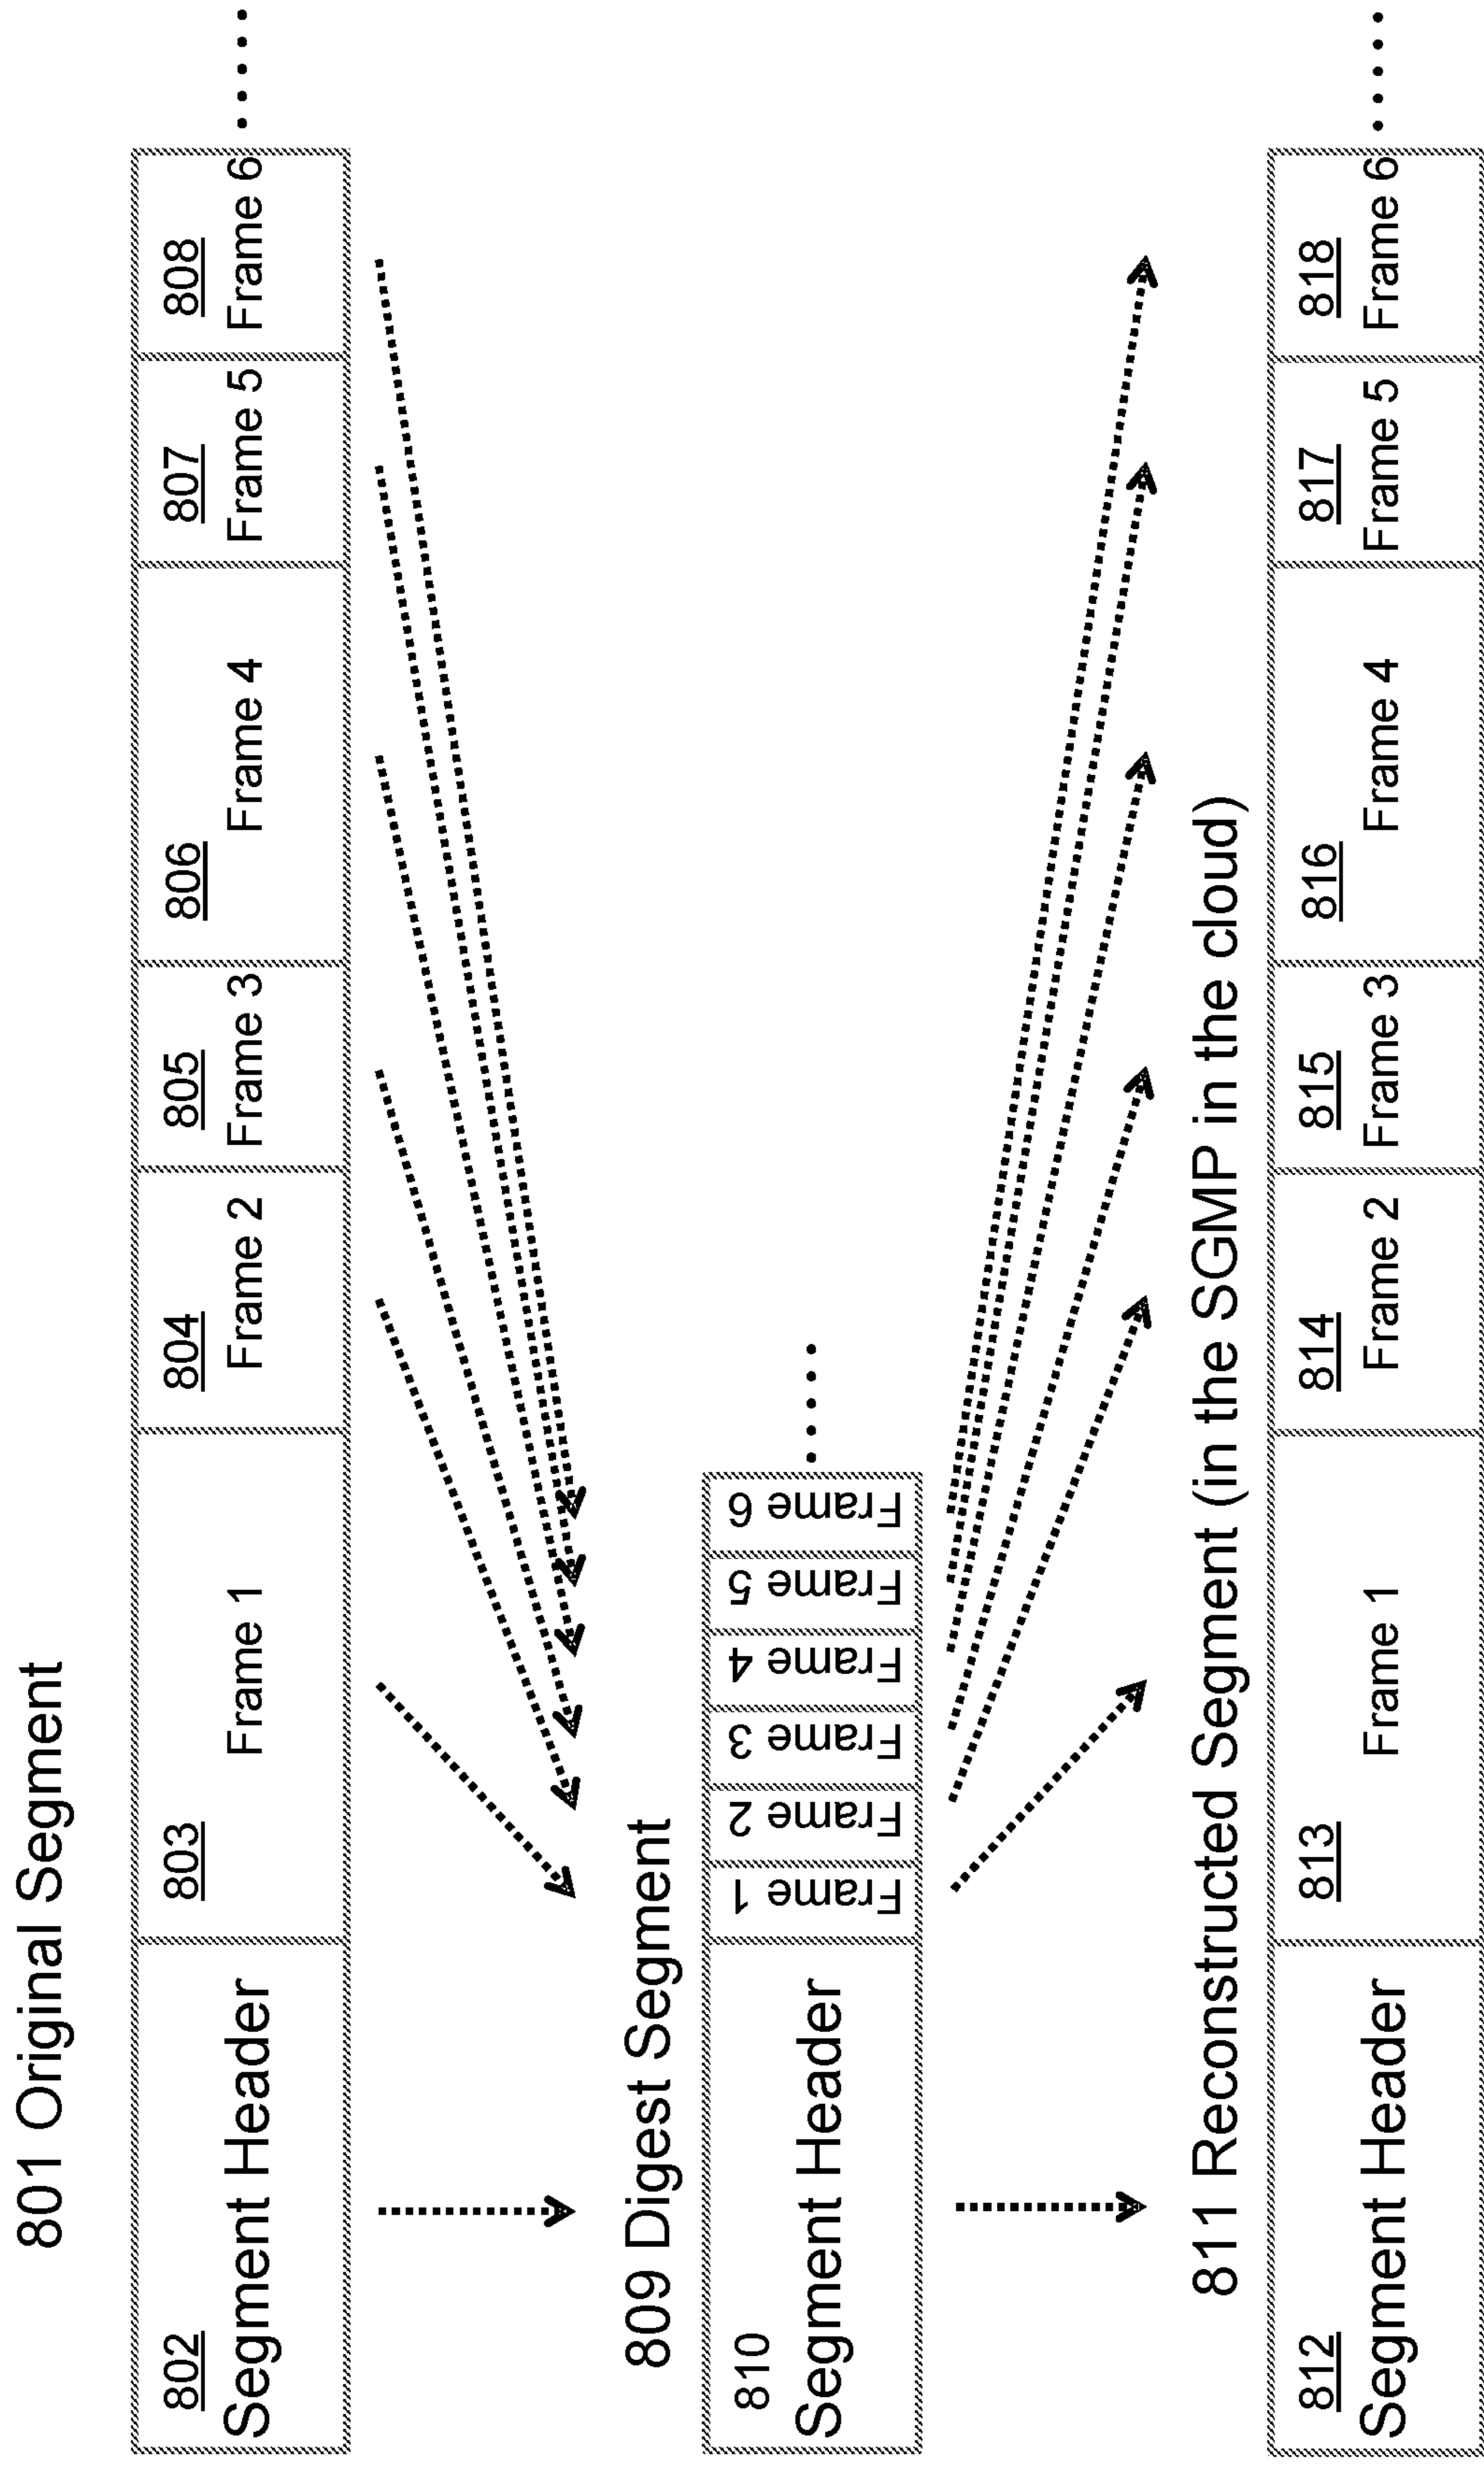 801 Original Segment
802
Segment Header
803
Frame 1
804
Frame 2
805
Frame 3
806
Frame 4
807
Frame 5
808
Frame 6
809 Digest Segment
810
Segment Header
Frame 1
Frame 2
Frame 3
Frame 4
Frame 5
Frame 6
811 Reconstructed Segment (in the SGMP in the cloud)
812
Segment Header
813
Frame 1
814
Frame 2
815
Frame 3
816
Frame 4
817
Frame 5
818
Frame 6